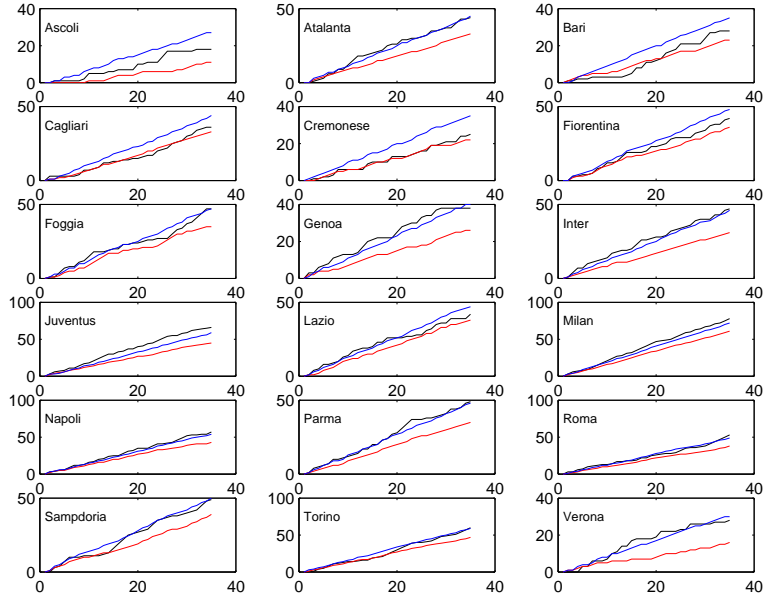 40
Ascoli
20
0
0 20 40
50
Atalanta
0
0 20 40
40
Bari
20
0
0 20 40
50
Cagliari
0
0 20 40
40
Cremonese
20
0
0 20 40
50
Fiorentina
0
0 20 40
50
Foggia
0
0 20 40
40
Genoa
20
0
0 20 40
50
Inter
0
0 20 40
100
Juventus
50
0
0 20 40
50
Lazio
0
0 20 40
100
Milan
50
0
0 20 40
100
Napoli
50
0
0 20 40
50
Parma
0
0 20 40
100
Roma
50
0
0 20 40
50
Sampdoria
0
0 20 40
100
Torino
50
0
0 20 40
40
Verona
20
0
0 20 40